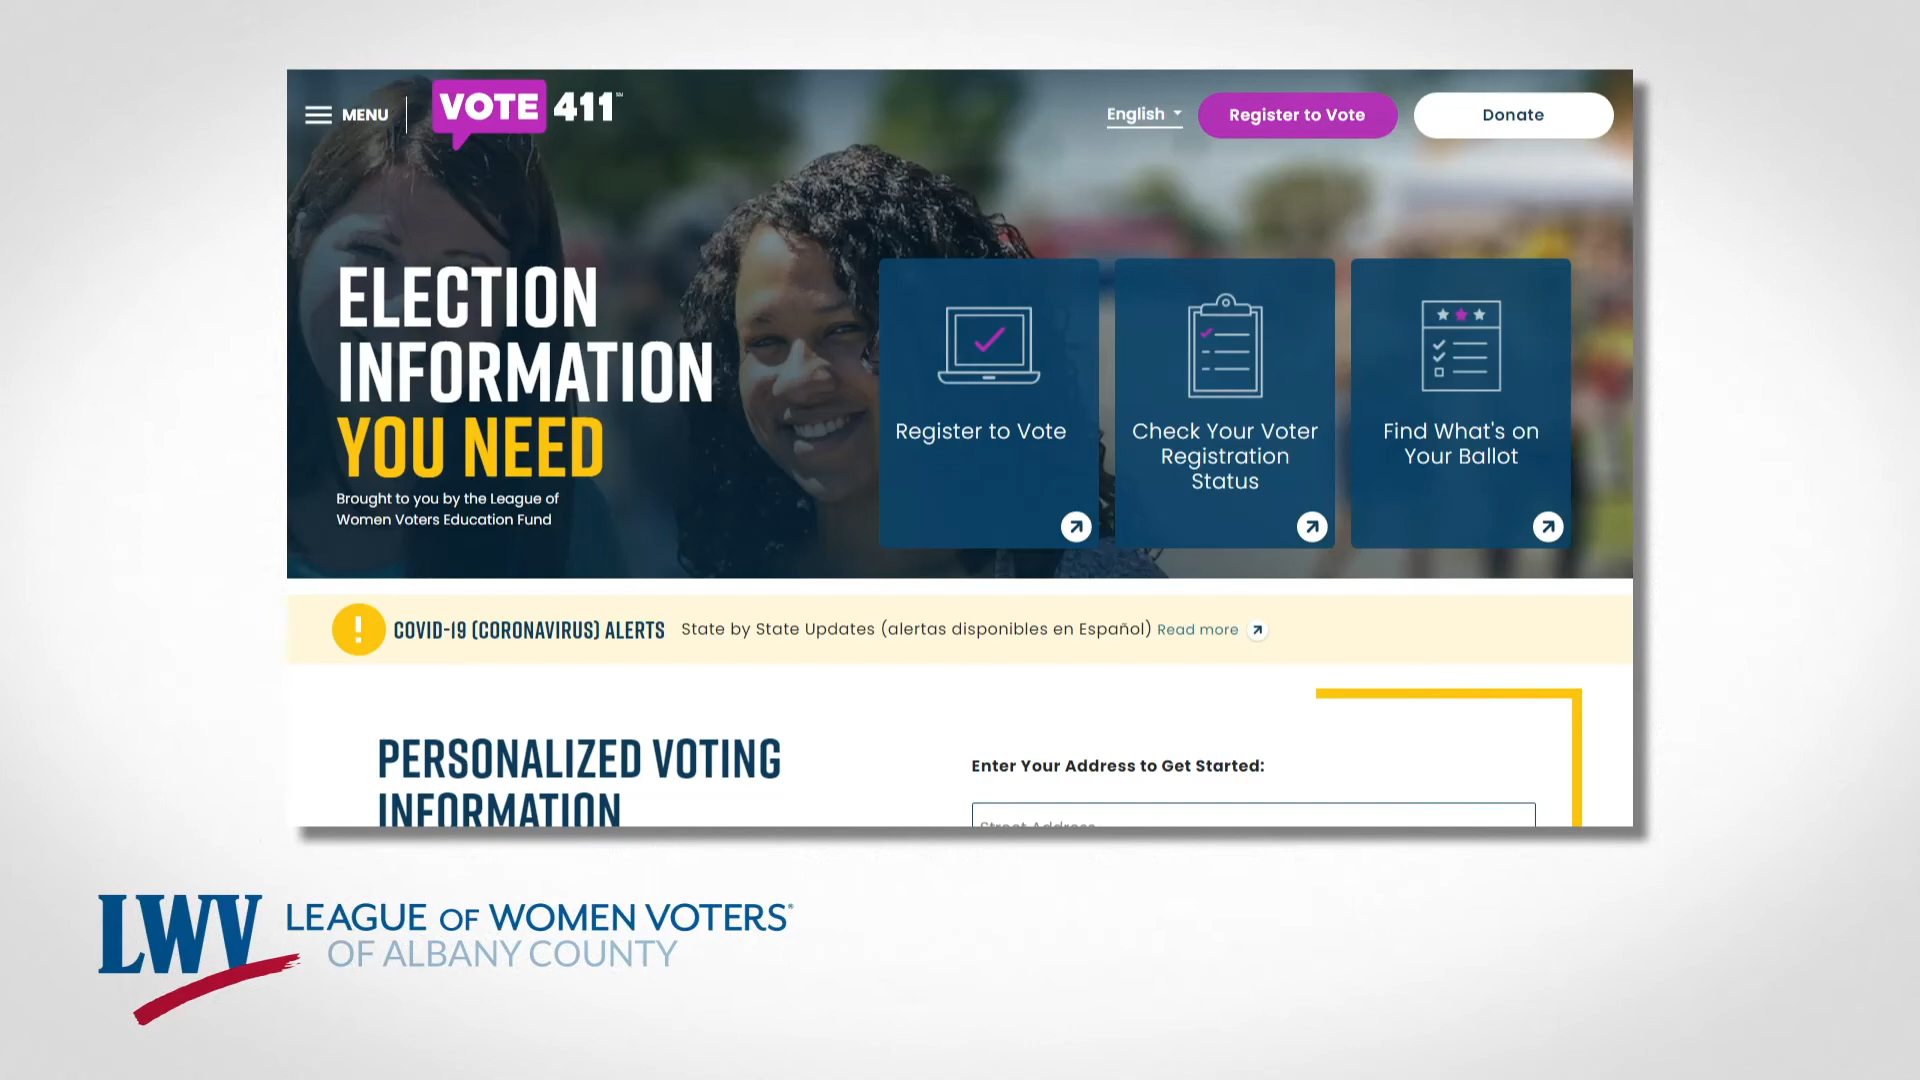 MENU
VOTE 411
SM
English
Register to Vote
Donate
ELECTION
INFORMATION
YOU NEED
Brought to you by the League of
Women Voters Education Fund
Register to Vote
Check Your Voter
Registration
Status
Find What's on
Your Ballot
COVID-19 (CORONAVIRUS) ALERTS
State by State Updates (alertas disponibles en Español) Read more
PERSONALIZED VOTING
INFORMATION
Enter Your Address to Get Started:
Street Address
LWV
LEAGUE OF WOMEN VOTERS®
OF ALBANY COUNTY